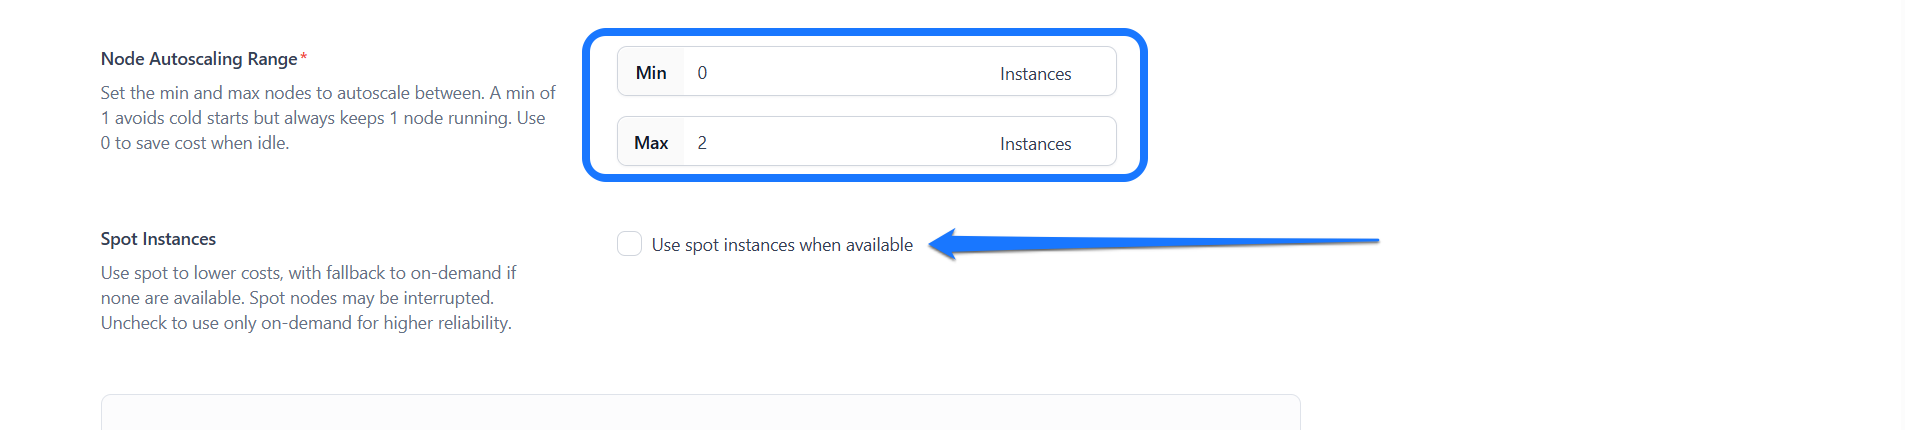 Node Autoscaling Range*
Set the min and max nodes to autoscale between. A min of
1 avoids cold starts but always keeps 1 node running. Use
0 to save cost when idle.
Min 0 Instances
Max 2 Instances
Spot Instances
Use spot to lower costs, with fallback to on-demand if
none are available. Spot nodes may be interrupted.
Uncheck to use only on-demand for higher reliability.
Use spot instances when available